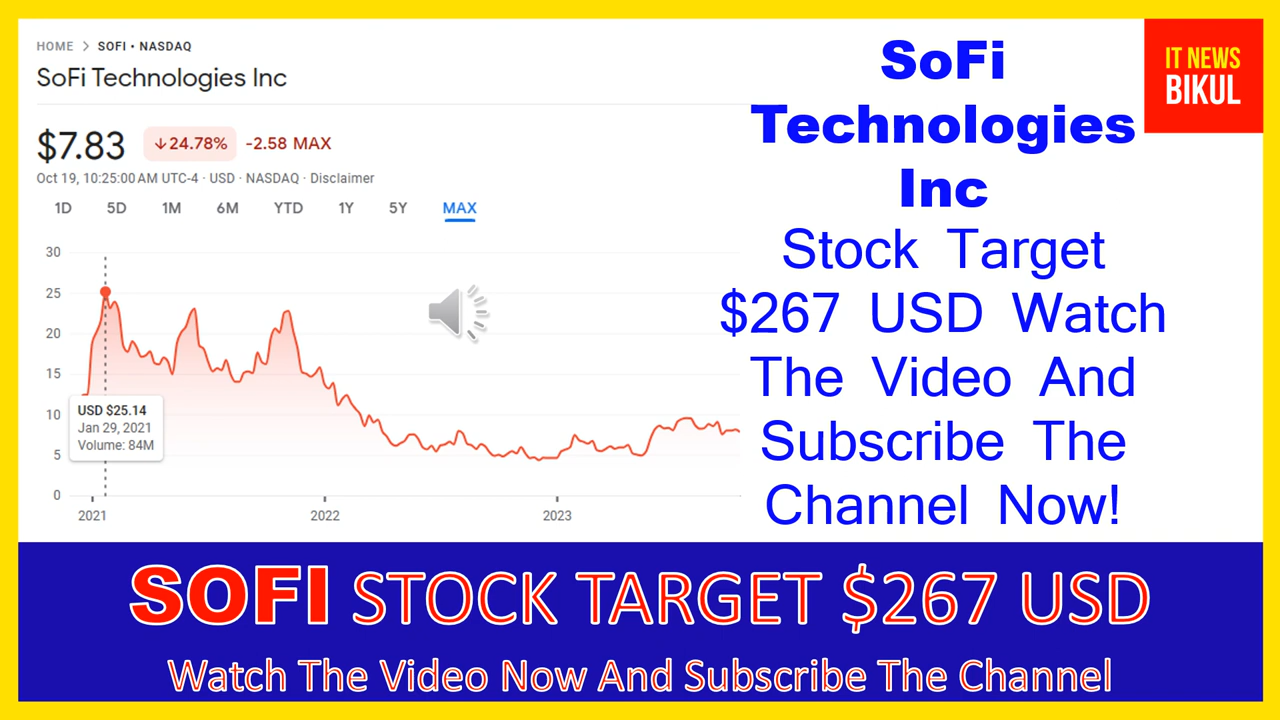 HOME > SOFI • NASDAQ
SoFi Technologies Inc
$7.83 ↓24.78% -2.58 MAX
Oct 19, 10:25:00 AM UTC-4 · USD · NASDAQ · Disclaimer
1D 5D 1M 6M YTD 1Y 5Y MAX
30
25
20
15
10
5
0
USD $25.14
Jan 29, 2021
Volume: 84M
2021 2022 2023
SoFi
Technologies
Inc
Stock Target
$267 USD Watch
The Video And
Subscribe The
Channel Now!
IT NEWS
BIKUL
SOFI STOCK TARGET $267 USD
Watch The Video Now And Subscribe The Channel